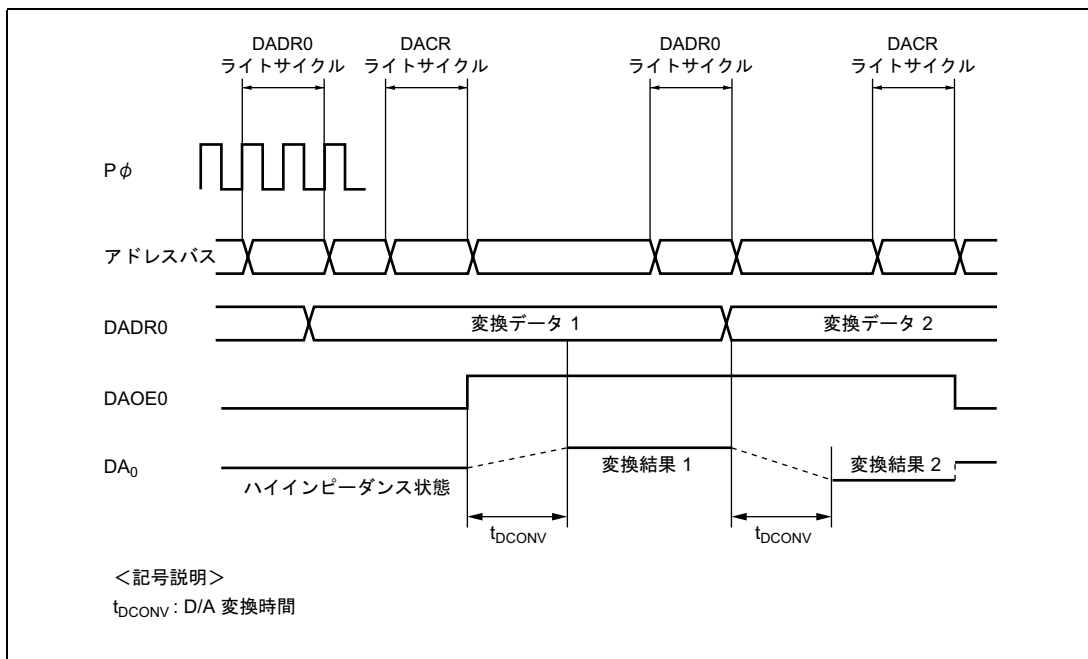 DADR0
ライトサイクル
DACR
ライトサイクル
DADR0
ライトサイクル
DACR
ライトサイクル
Pφ
アドレスバス
DADR0
変換データ 1
変換データ 2
DAOE0
DA0
ハイインピーダンス状態
変換結果 1
変換結果 2
tDCONV
tDCONV
＜記号説明＞
tDCONV : D/A 変換時間